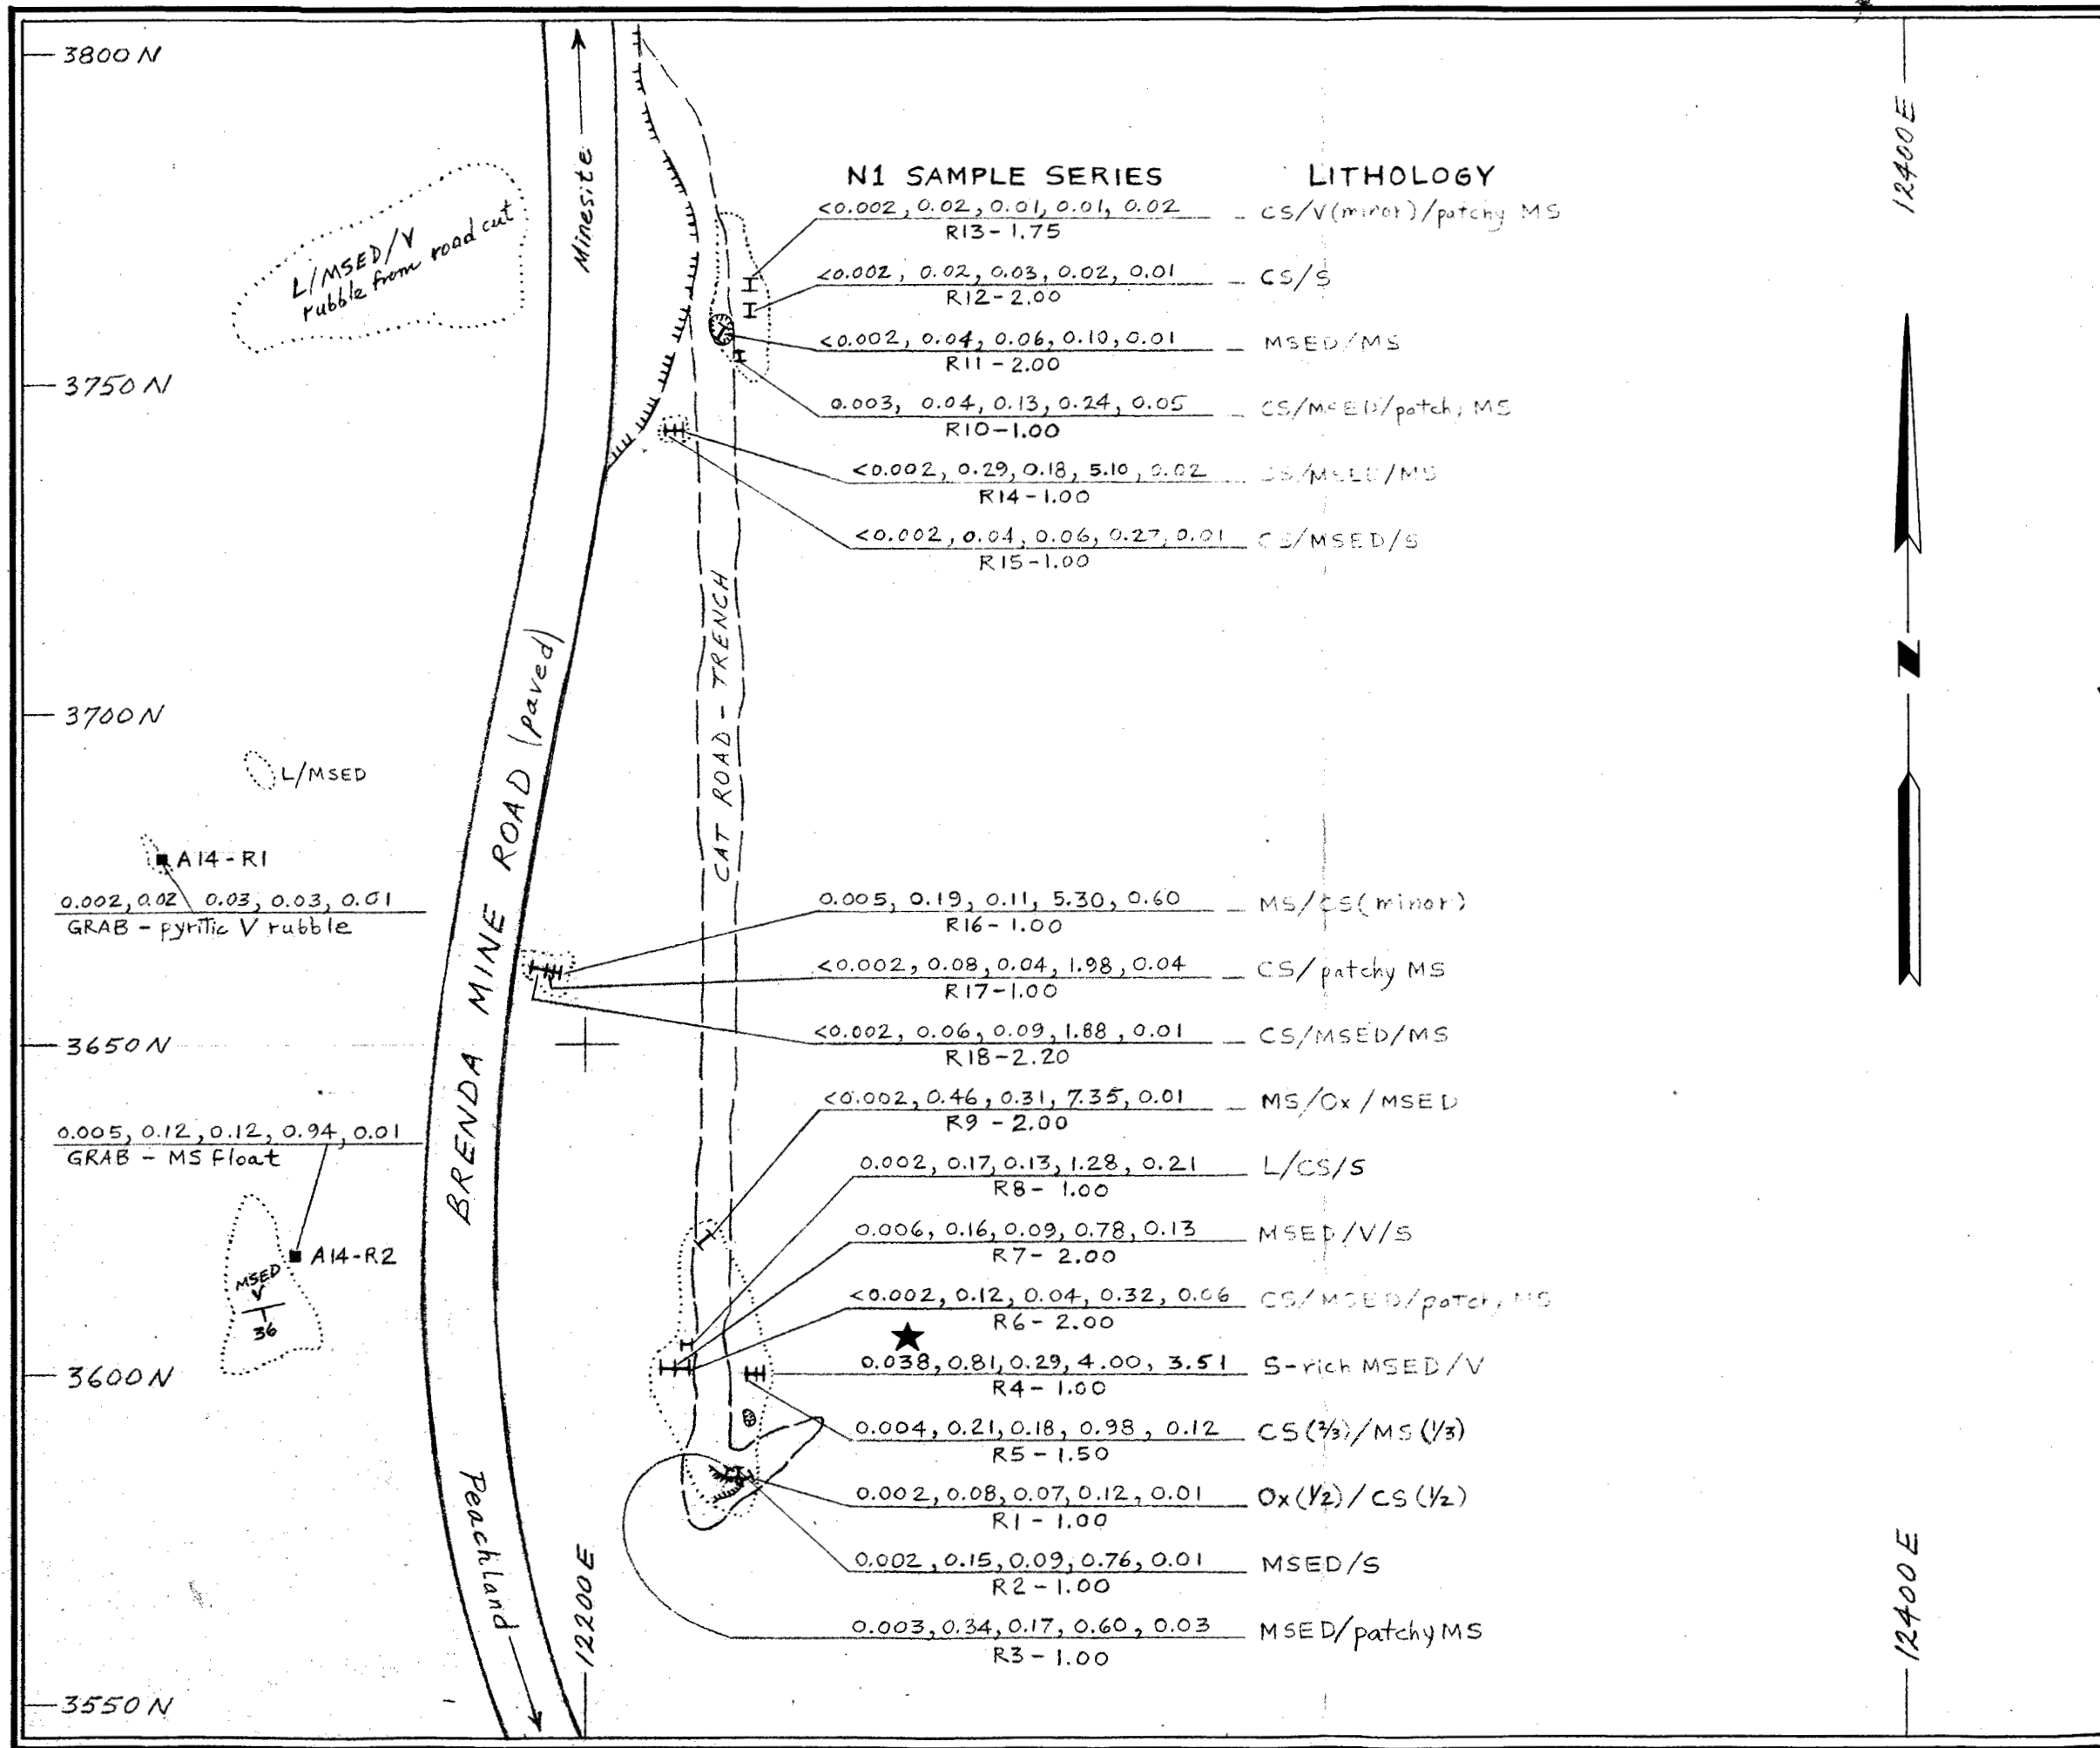 3800 N
12400 E
Minesite
N1 SAMPLE SERIES LITHOLOGY
<0.002, 0.02, 0.01, 0.01, 0.02 CS/V(minor)/patchy MS
R13-1.75
L/MSED/V
rubble from road cut
<0.002, 0.02, 0.03, 0.02, 0.01 CS/S
R12-2.00
<0.002, 0.04, 0.06, 0.10, 0.01 MSED/MS
R11-2.00
3750 N
0.003, 0.04, 0.13, 0.24, 0.05 CS/MSED/patchy MS
R10-1.00
<0.002, 0.29, 0.18, 5.10, 0.02 CS/MSED/MS
R14-1.00
<0.002, 0.04, 0.06, 0.27, 0.01 CS/MSED/S
R15-1.00
CAT ROAD - TRENCH
N
3700 N
L/MSED
BRENDA MINE ROAD (paved)
A14-R1
0.002, 0.02 0.03, 0.03, 0.01
GRAB - pyritic V rubble
0.005, 0.19, 0.11, 5.30, 0.60 MS/CS(minor)
R16-1.00
<0.002, 0.08, 0.04, 1.98, 0.04 CS/patchy MS
R17-1.00
<0.002, 0.06, 0.09, 1.88, 0.01 CS/MSED/MS
R18-2.20
3650 N
<0.002, 0.46, 0.31, 7.35, 0.01 MS/Ox/MSED
R9-2.00
0.005, 0.12, 0.12, 0.94, 0.01
GRAB - MS Float
0.002, 0.17, 0.13, 1.28, 0.21 L/CS/S
R8-1.00
0.006, 0.16, 0.09, 0.78, 0.13 MSED/V/S
R7-2.00
A14-R2
MSED
V
36
<0.002, 0.12, 0.04, 0.32, 0.06 CS/MSED/patchy MS
R6-2.00
★
0.038, 0.81, 0.29, 4.00, 3.51 S-rich MSED/V
R4-1.00
3600 N
0.004, 0.21, 0.18, 0.98, 0.12 CS(2/3)/MS(1/3)
R5-1.50
0.002, 0.08, 0.07, 0.12, 0.01 Ox(1/2)/CS(1/2)
R1-1.00
0.002, 0.15, 0.09, 0.76, 0.01 MSED/S
R2-1.00
0.003, 0.34, 0.17, 0.60, 0.03 MSED/patchy MS
R3-1.00
Peachland
12200 E
12400 E
3550 N